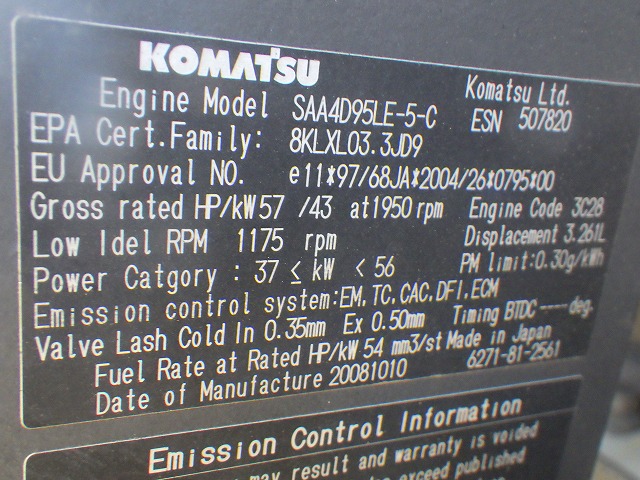 KOMATSU
Komatsu Ltd.
Engine Model SAA4D95LE-5-C ESN 507820
EPA Cert.Family: 8KLXL03.3JD9
EU Approval NO. e11*97/68JA*2004/26*0795*00
Gross rated HP/kW 57 /43 at 1950 rpm Engine Code 3C28
Low Idel RPM 1175 rpm Displacement 3.261L
Power Catgory : 37 ≤ kW < 56 PM limit:0.30g/kWh
Emission control system:EM,TC,CAC,DFI,ECM
Valve Lash Cold In 0.35mm Ex 0.50mm Timing BTDC ---- deg.
Fuel Rate at Rated HP/kW 54 mm3/st Made in Japan
Date of Manufacture 20081010 6271-81-2561
Emission Control Information
may result and warranty is voided
exceed published